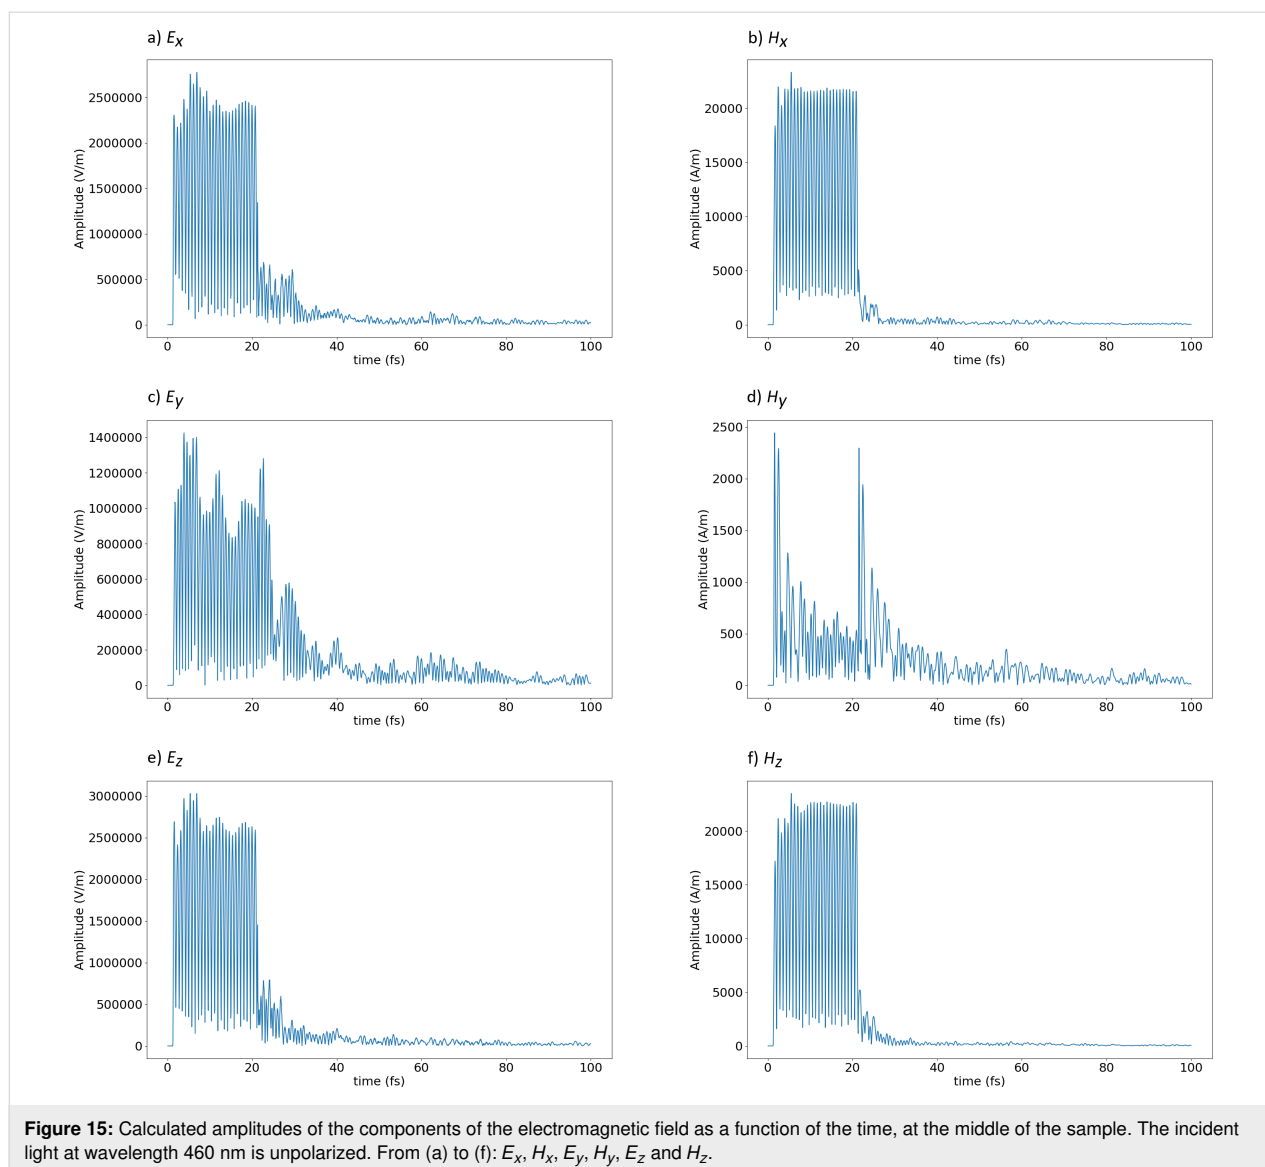 a) Ex
Amplitude (V/m)
2500000
2000000
1500000
1000000
500000
0
0 20 40 60 80 100
time (fs)
b) Hx
Amplitude (A/m)
20000
15000
10000
5000
0
0 20 40 60 80 100
time (fs)
c) Ey
Amplitude (V/m)
1400000
1200000
1000000
800000
600000
400000
200000
0
0 20 40 60 80 100
time (fs)
d) Hy
Amplitude (A/m)
2500
2000
1500
1000
500
0
0 20 40 60 80 100
time (fs)
e) Ez
Amplitude (V/m)
3000000
2500000
2000000
1500000
1000000
500000
0
0 20 40 60 80 100
time (fs)
f) Hz
Amplitude (A/m)
20000
15000
10000
5000
0
0 20 40 60 80 100
time (fs)
Figure 15: Calculated amplitudes of the components of the electromagnetic field as a function of the time, at the middle of the sample. The incident
light at wavelength 460 nm is unpolarized. From (a) to (f): Ex, Hx, Ey, Hy, Ez and Hz.